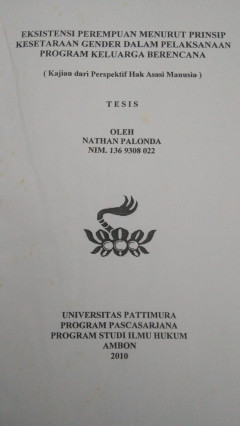 EKSISTENSI PEREMPUAN MENURUT PRINSIP
KESETARAAN GENDER DALAM PELAKSANAAN
PROGRAM KELUARGA BERENCANA
( Kajian dari Perspektif Hak Asasi Manusia )
TESIS
OLEH
NATHAN PALONDA
NIM. 136 9308 022
UNIVERSITAS PATTIMURA
PROGRAM PASCASARJANA
PROGRAM STUDI ILMU HUKUM
AMBON
2010